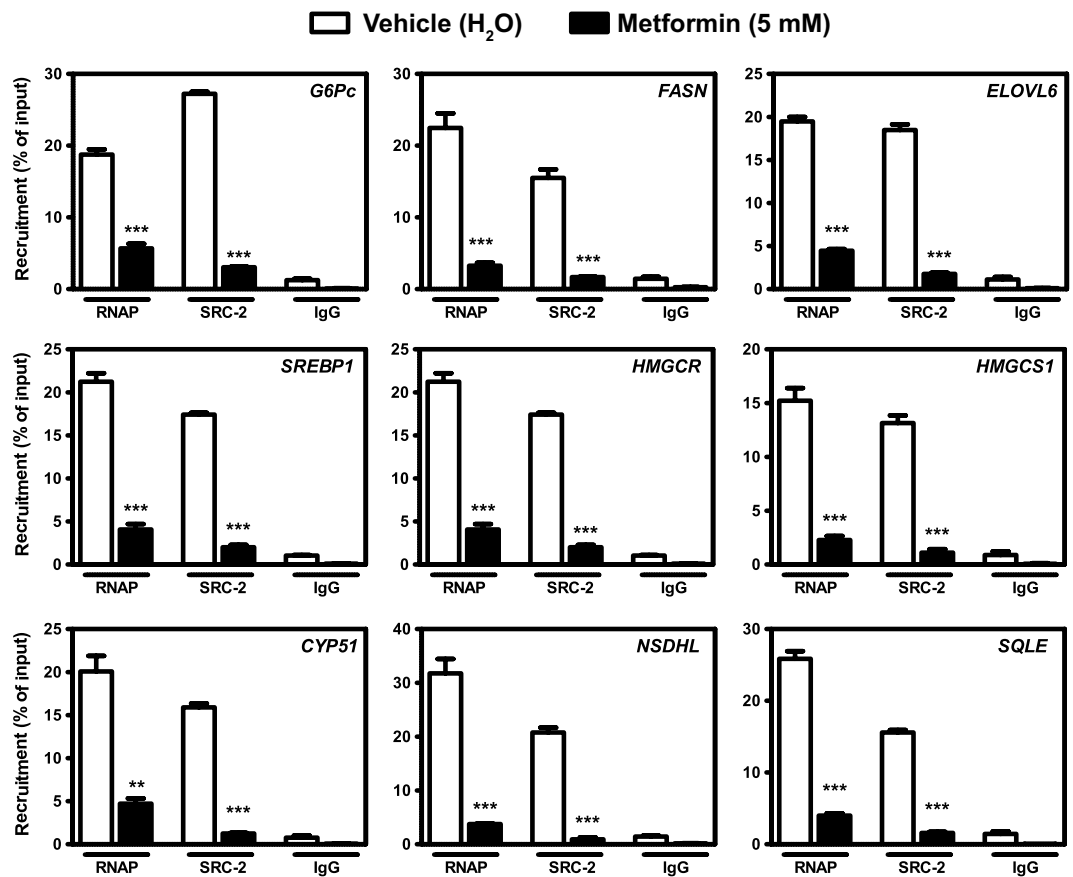 Vehicle (H₂O) Metformin (5 mM)
Recruitment (% of input)
30
20
10
0
G6Pc
***
***
RNAP SRC-2 IgG
30
20
10
0
FASN
***
***
RNAP SRC-2 IgG
25
20
15
10
5
0
ELOVL6
***
***
RNAP SRC-2 IgG
Recruitment (% of input)
25
20
15
10
5
0
SREBP1
***
***
RNAP SRC-2 IgG
25
20
15
10
5
0
HMGCR
***
***
RNAP SRC-2 IgG
20
15
10
5
0
HMGCS1
***
***
RNAP SRC-2 IgG
Recruitment (% of input)
25
20
15
10
5
0
CYP51
**
***
RNAP SRC-2 IgG
40
30
20
10
0
NSDHL
***
***
RNAP SRC-2 IgG
30
20
10
0
SQLE
***
***
RNAP SRC-2 IgG